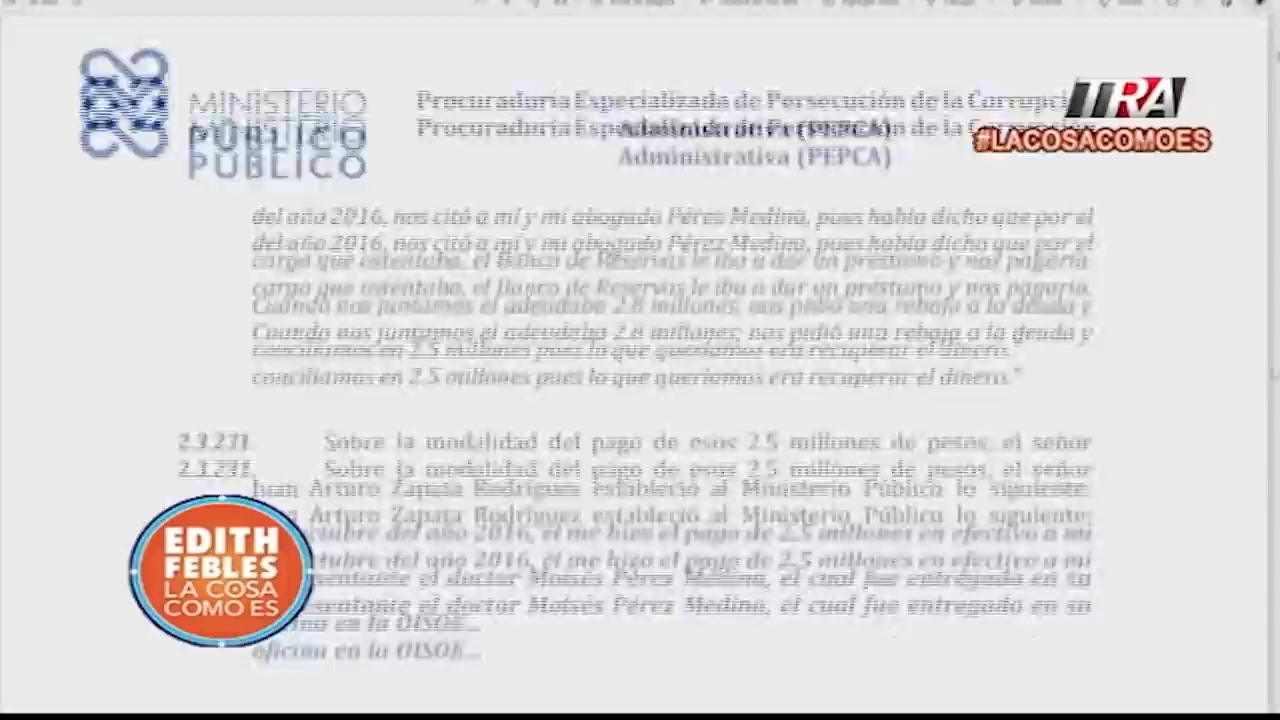 MINISTERIO
PÚBLICO
Procuraduría Especializada de Persecución de la Corrupción
Administrativa (PEPCA)
TRA
#LACOSACOMOES
del año 2016, nos citó a mí y mi abogado Pérez Medina, pues había dicho que por el
cargo que ostentaba, el Banco de Reservas le iba a dar un préstamo y nos pagaría.
Cuando nos juntamos el adeudaba 2.8 millones, nos pidió una rebaja a la deuda y
conciliamos en 2.5 millones pues lo que queríamos era recuperar el dinero."
Sobre la modalidad del pago de esos 2.5 millones de pesos, el señor
Juan Arturo Zapata Rodríguez estableció al Ministerio Público lo siguiente:
octubre del año 2016, él me hizo el pago de 2.5 millones en efectivo a mi
el doctor Moisés Pérez Medina, el cual fue entregado en su
oficina en la OISOE...
EDITH
FEBLES
LA COSA
COMO ES